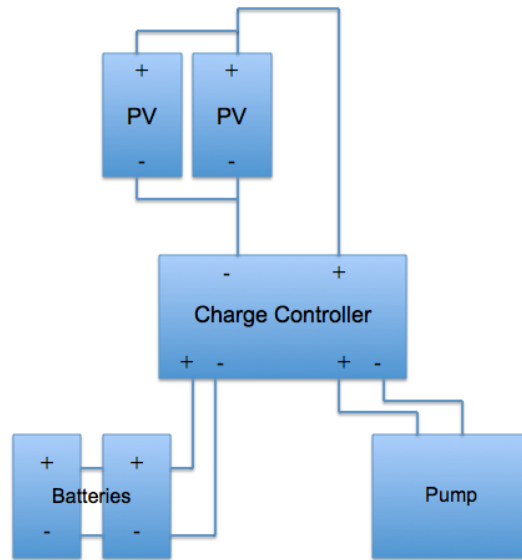 + +
PV PV
- -
- +
Charge Controller
+ - + -
+ +
Batteries
Pump
- -